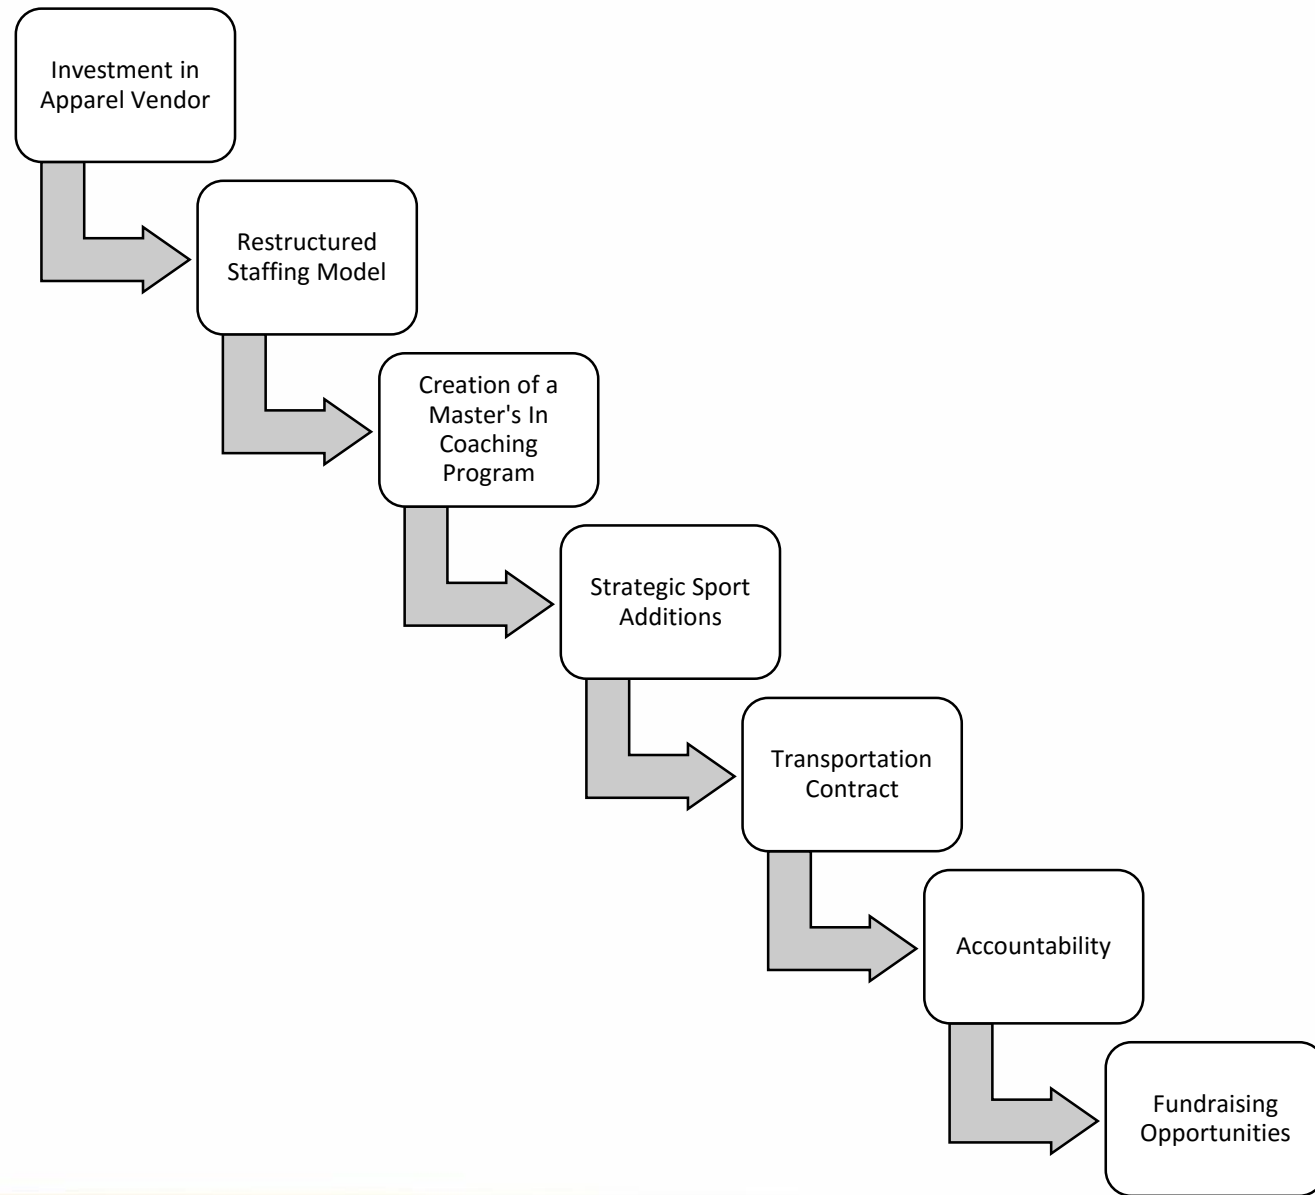 Investment in
Apparel Vendor
Restructured
Staffing Model
Creation of a
Master's In
Coaching
Program
Strategic Sport
Additions
Transportation
Contract
Accountability
Fundraising
Opportunities